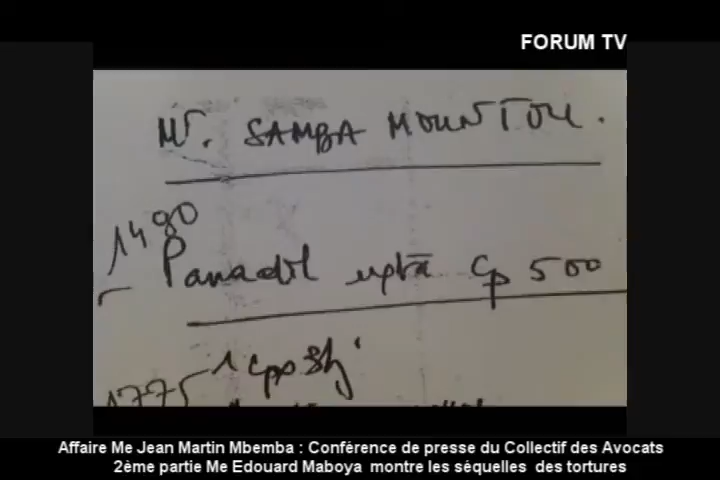 FORUM TV
Mr. SAMBA MOUNTOU.
1480
Panadol extra Cp 500
1775
Affaire Me Jean Martin Mbemba : Conférence de presse du Collectif des Avocats
2ème partie Me Edouard Maboya montre les séquelles des tortures